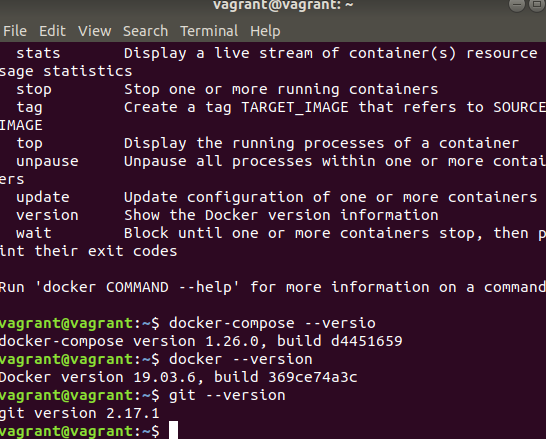 vagrant@vagrant: ~
File Edit View Search Terminal Help
stats Display a live stream of container(s) resource
sage statistics
stop Stop one or more running containers
tag Create a tag TARGET_IMAGE that refers to SOURCE
IMAGE
top Display the running processes of a container
unpause Unpause all processes within one or more contai
ers
update Update configuration of one or more containers
version Show the Docker version information
wait Block until one or more containers stop, then p
int their exit codes
Run 'docker COMMAND --help' for more information on a command
vagrant@vagrant:~$ docker-compose --versio
docker-compose version 1.26.0, build d4451659
vagrant@vagrant:~$ docker --version
Docker version 19.03.6, build 369ce74a3c
vagrant@vagrant:~$ git --version
git version 2.17.1
vagrant@vagrant:~$